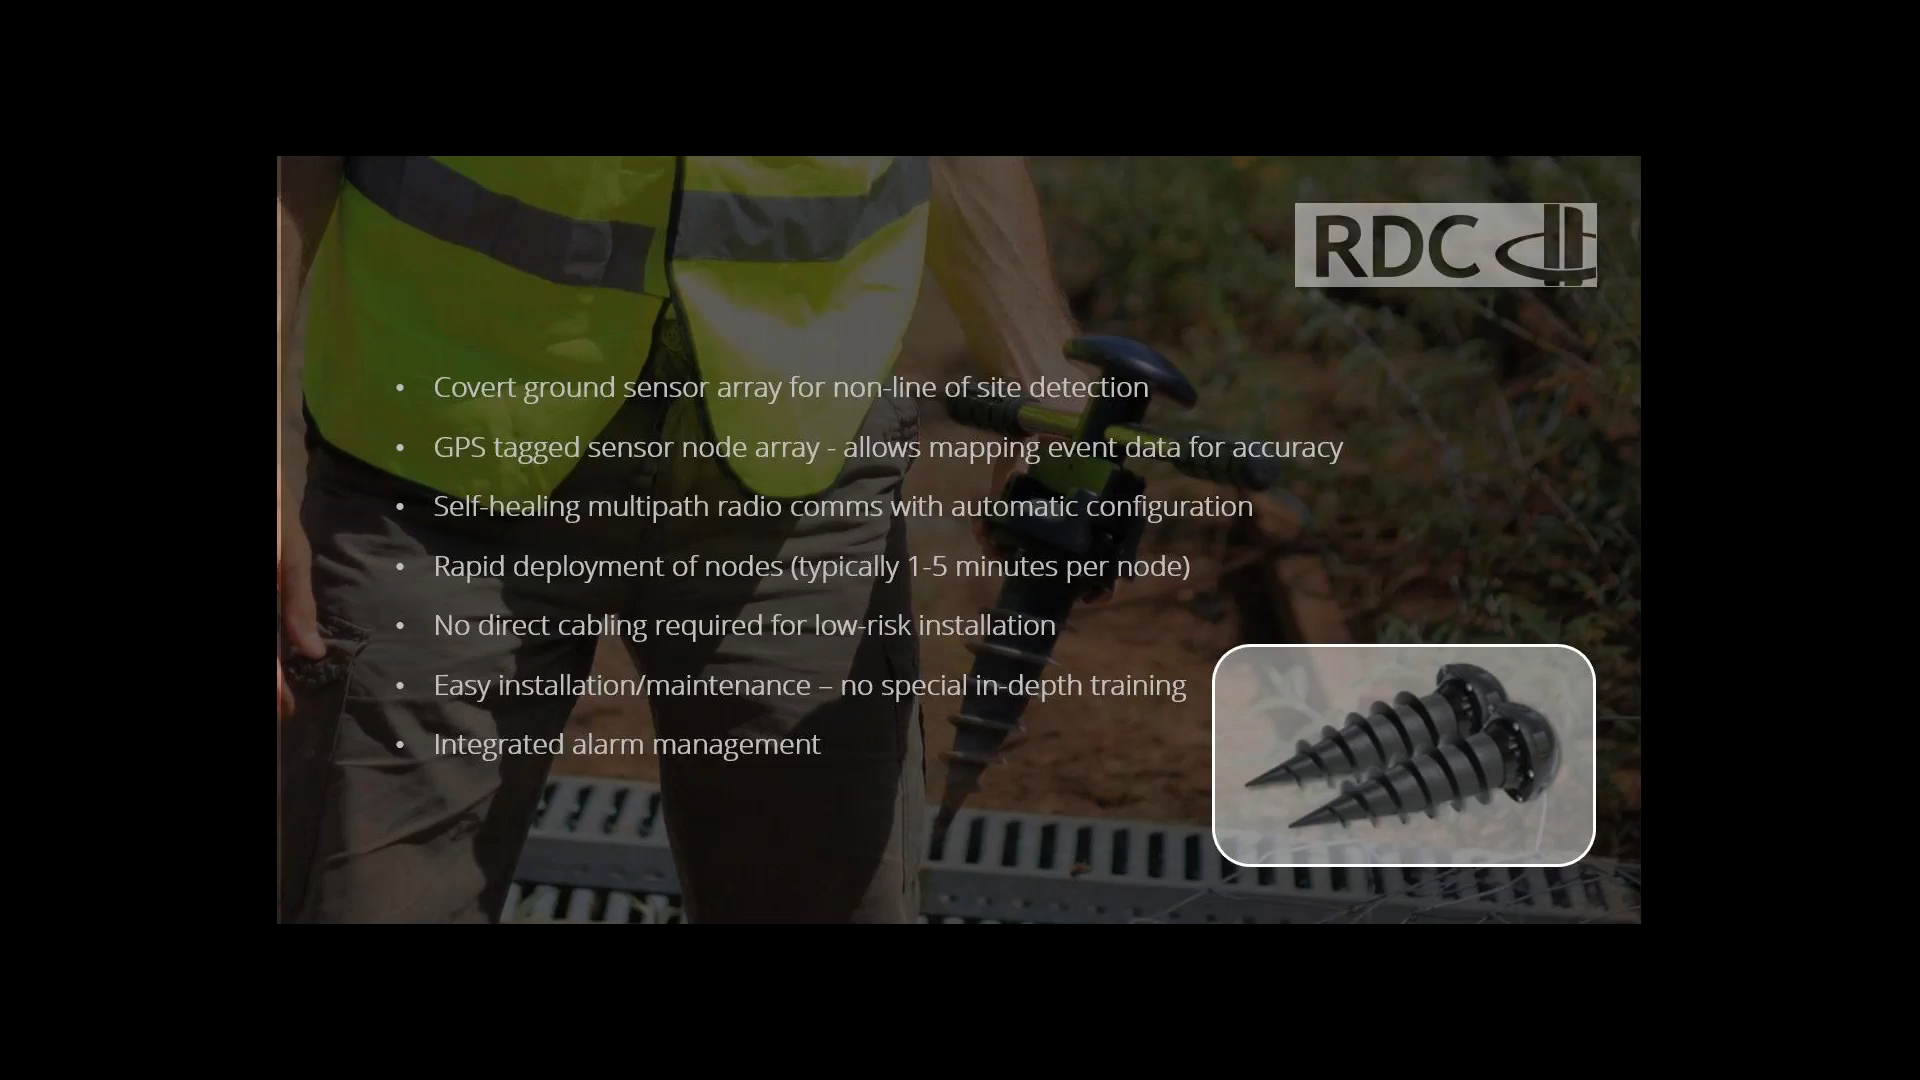 RDC
• Covert ground sensor array for non-line of site detection
• GPS tagged sensor node array - allows mapping event data for accuracy
• Self-healing multipath radio comms with automatic configuration
• Rapid deployment of nodes (typically 1-5 minutes per node)
• No direct cabling required for low-risk installation
• Easy installation/maintenance – no special in-depth training
• Integrated alarm management